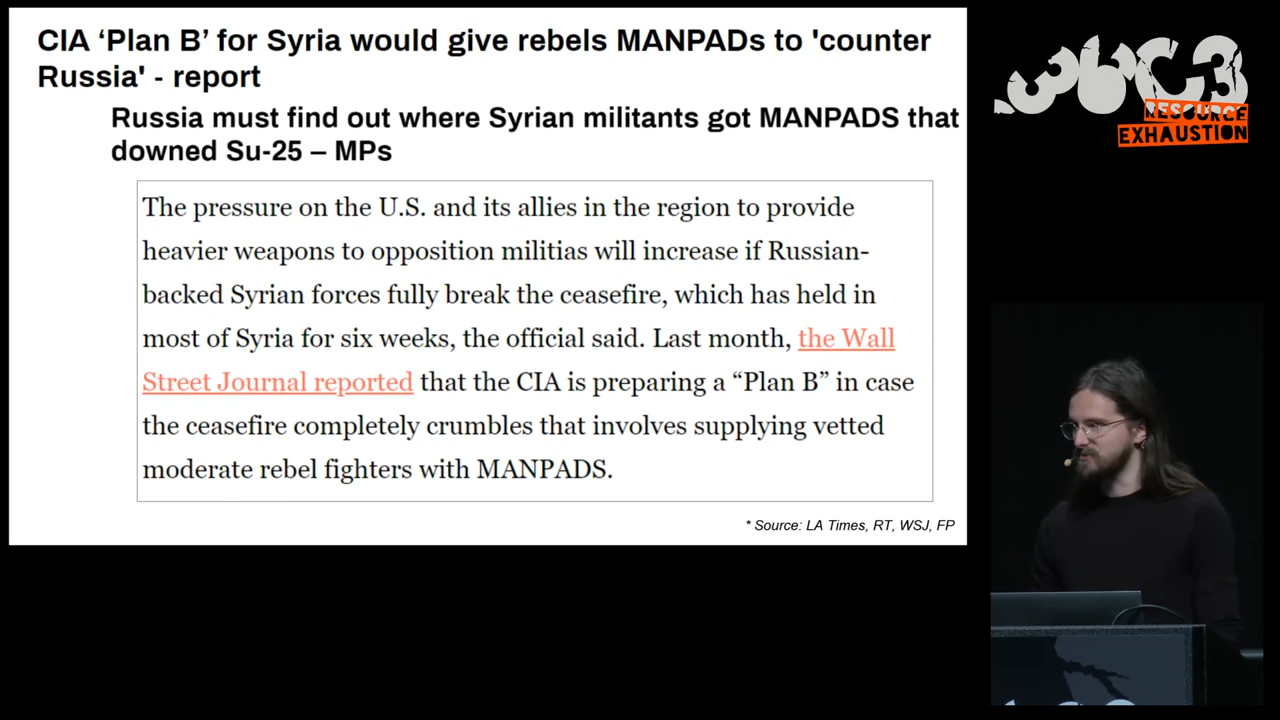 CIA ‘Plan B’ for Syria would give rebels MANPADs to 'counter
Russia' - report
Russia must find out where Syrian militants got MANPADS that
downed Su-25 – MPs
The pressure on the U.S. and its allies in the region to provide
heavier weapons to opposition militias will increase if Russian-
backed Syrian forces fully break the ceasefire, which has held in
most of Syria for six weeks, the official said. Last month, the Wall
Street Journal reported that the CIA is preparing a “Plan B” in case
the ceasefire completely crumbles that involves supplying vetted
moderate rebel fighters with MANPADS.
* Source: LA Times, RT, WSJ, FP
36C3
RESOURCE
EXHAUSTION